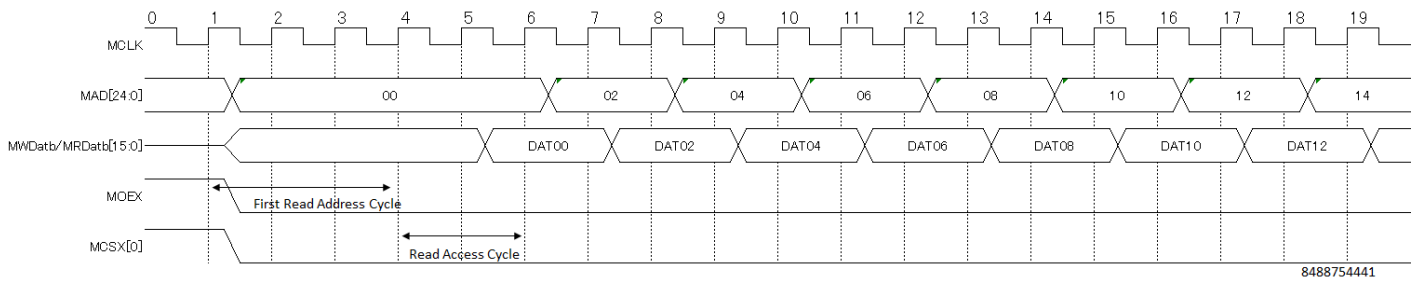 0 1 2 3 4 5 6 7 8 9 10 11 12 13 14 15 16 17 18 19
MCLK
MAD[24:0] 00 02 04 06 08 10 12 14
MWDatb/MRDatb[15:0] DAT00 DAT02 DAT04 DAT06 DAT08 DAT10 DAT12
MOEX
First Read Address Cycle
MCSX[0]
Read Access Cycle
8488754441